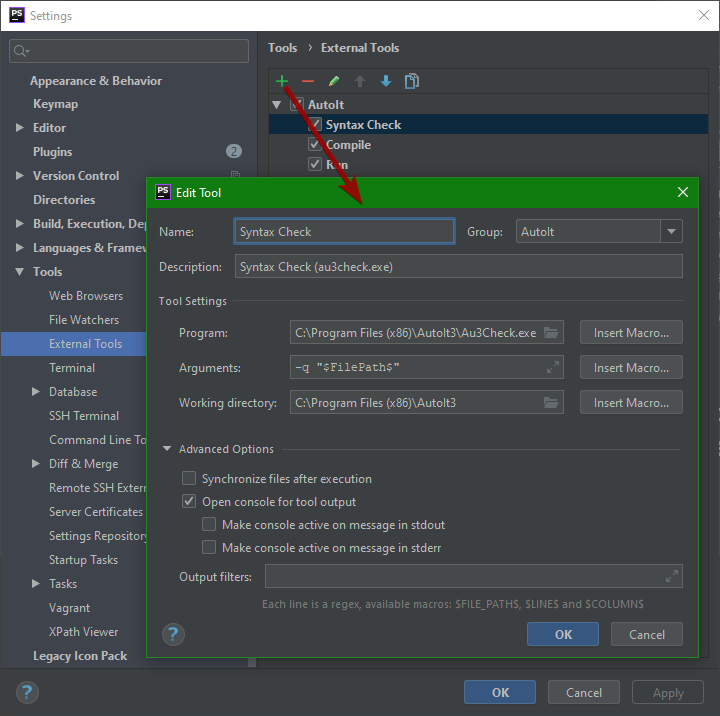 PS Settings
Tools › External Tools
Appearance & Behavior
Keymap
Editor
Plugins 2
Version Control
Directories
Build, Execution, De
Languages & Frame
Tools
Web Browsers
File Watchers
External Tools
Terminal
Database
SSH Terminal
Command Line To
Diff & Merge
Remote SSH Exter
Server Certificates
Settings Repository
Startup Tasks
Tasks
Vagrant
XPath Viewer
Legacy Icon Pack
AutoIt
Syntax Check
Compile
Run
PS Edit Tool
Name: Syntax Check Group: AutoIt
Description: Syntax Check (au3check.exe)
Tool Settings
Program: C:\Program Files (x86)\AutoIt3\Au3Check.exe Insert Macro...
Arguments: -q "$FilePath$" Insert Macro...
Working directory: C:\Program Files (x86)\AutoIt3 Insert Macro...
Advanced Options
Synchronize files after execution
Open console for tool output
Make console active on message in stdout
Make console active on message in stderr
Output filters:
Each line is a regex, available macros: $FILE_PATH$, $LINE$ and $COLUMN$
? OK Cancel
? OK Cancel Apply